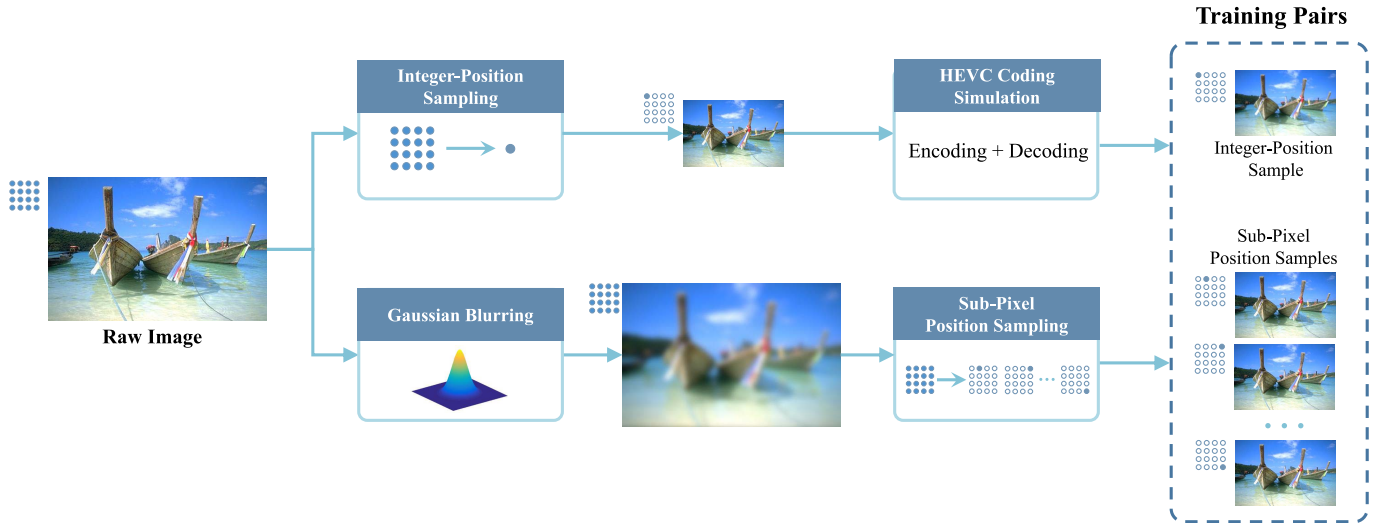 Training Pairs
Integer-Position
Sampling
HEVC Coding
Simulation
Encoding + Decoding
Integer-Position
Sample
Raw Image
Gaussian Blurring
Sub-Pixel
Position Sampling
Sub-Pixel
Position Samples